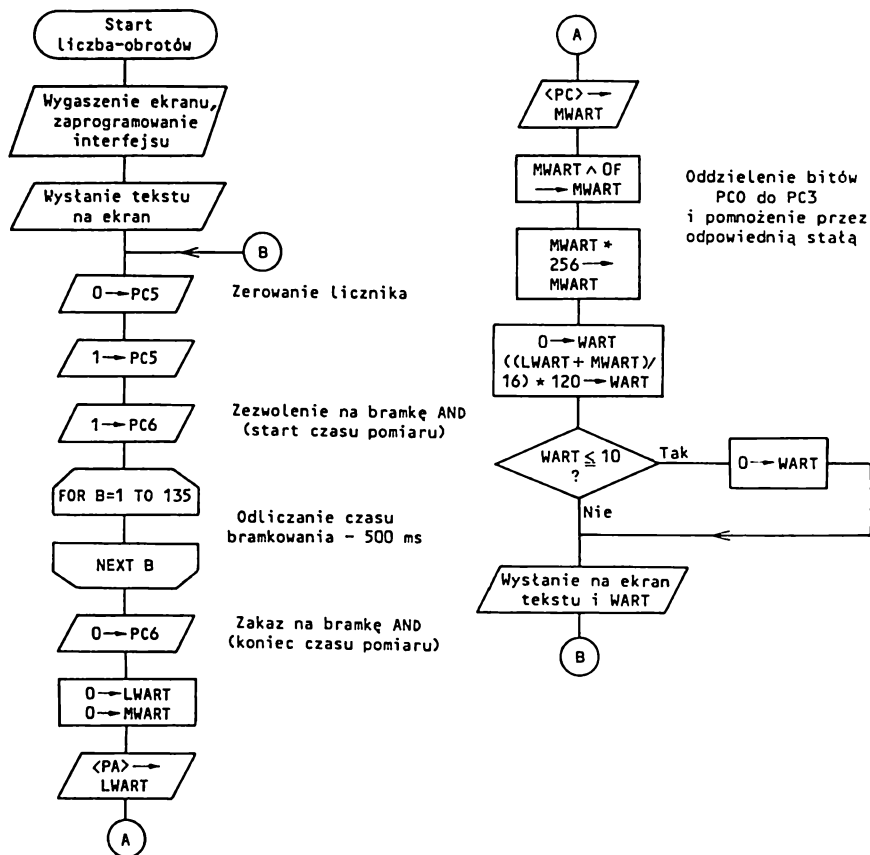 Start
liczba-obrotów
Wygaszenie ekranu,
zaprogramowanie
interfejsu
Wysłanie tekstu
na ekran
B
0→PC5
Zerowanie licznika
1→PC5
1→PC6
Zezwolenie na bramkę AND
(start czasu pomiaru)
FOR B=1 TO 135
Odliczanie czasu
bramkowania - 500 ms
NEXT B
0→PC6
Zakaz na bramkę AND
(koniec czasu pomiaru)
0→LWART
0→MWART
<PA>→
LWART
A
A
<PC>→
MWART
MWART ∧ 0F
→MWART
Oddzielenie bitów
PC0 do PC3
i pomnożenie przez
odpowiednią stałą
MWART *
256→
MWART
0→WART
((LWART+MWART)/
16)*120→WART
WART ≦ 10
?
Tak
0→WART
Nie
Wysłanie na ekran
tekstu i WART
B